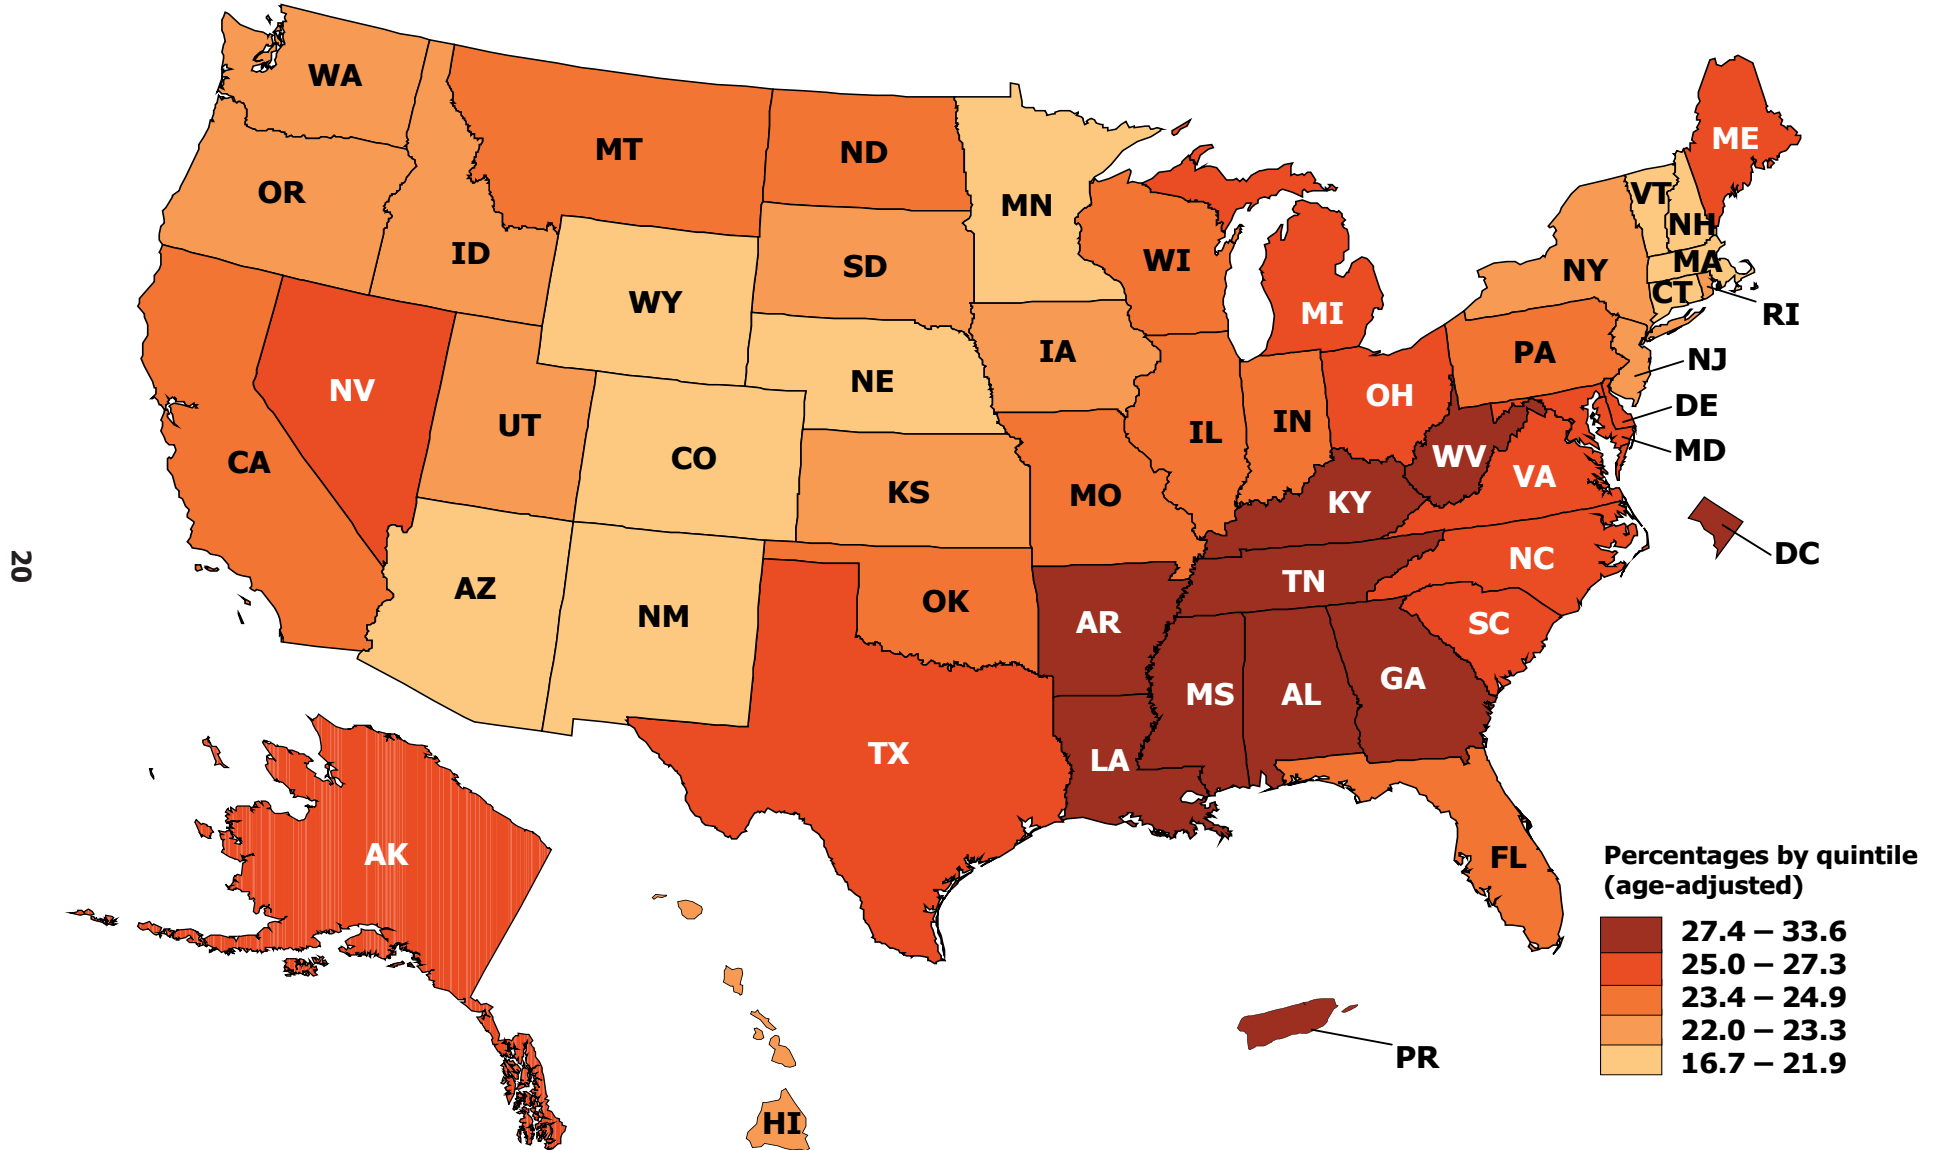 WA
OR
MT
ND
MN
ID
SD
WI
WY
MI
ME
VT
NH
MA
NY
CT
RI
IA
PA
NJ
NE
OH
DE
NV
UT
CO
IL
IN
MD
WV
VA
CA
KS
MO
KY
DC
NC
TN
AZ
NM
OK
AR
SC
20
MS
AL
GA
TX
LA
AK
FL
HI
PR
Percentages by quintile
(age-adjusted)
27.4 – 33.6
25.0 – 27.3
23.4 – 24.9
22.0 – 23.3
16.7 – 21.9